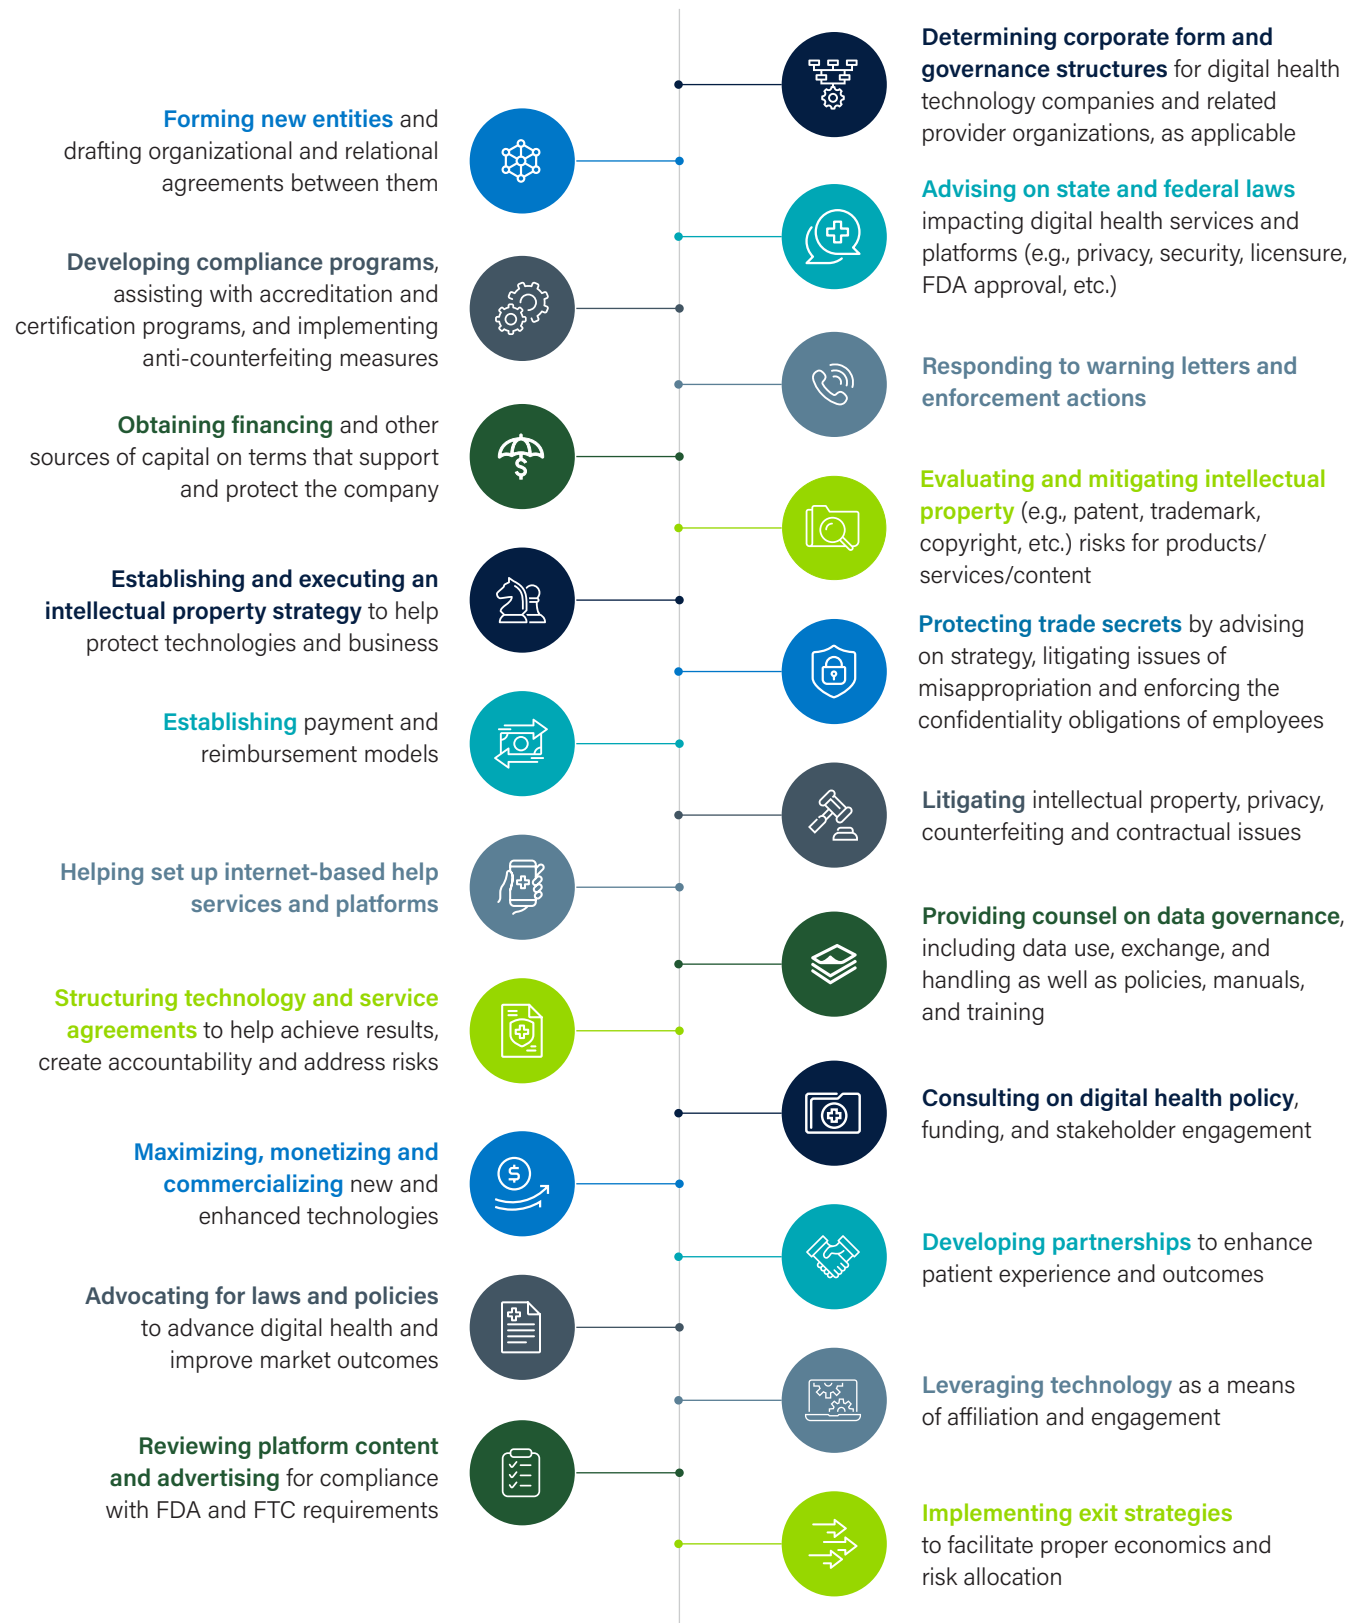 Determining corporate form and
governance structures for digital health
technology companies and related
provider organizations, as applicable
Forming new entities and
drafting organizational and relational
agreements between them
Advising on state and federal laws
impacting digital health services and
platforms (e.g., privacy, security, licensure,
FDA approval, etc.)
Developing compliance programs,
assisting with accreditation and
certification programs, and implementing
anti-counterfeiting measures
Responding to warning letters and
enforcement actions
Obtaining financing and other
sources of capital on terms that support
and protect the company
Evaluating and mitigating intellectual
property (e.g., patent, trademark,
copyright, etc.) risks for products/
services/content
Establishing and executing an
intellectual property strategy to help
protect technologies and business
Protecting trade secrets by advising
on strategy, litigating issues of
misappropriation and enforcing the
confidentiality obligations of employees
Establishing payment and
reimbursement models
Litigating intellectual property, privacy,
counterfeiting and contractual issues
Helping set up internet-based help
services and platforms
Providing counsel on data governance,
including data use, exchange, and
handling as well as policies, manuals,
and training
Structuring technology and service
agreements to help achieve results,
create accountability and address risks
Consulting on digital health policy,
funding, and stakeholder engagement
Maximizing, monetizing and
commercializing new and
enhanced technologies
Developing partnerships to enhance
patient experience and outcomes
Advocating for laws and policies
to advance digital health and
improve market outcomes
Leveraging technology as a means
of affiliation and engagement
Reviewing platform content
and advertising for compliance
with FDA and FTC requirements
Implementing exit strategies
to facilitate proper economics and
risk allocation